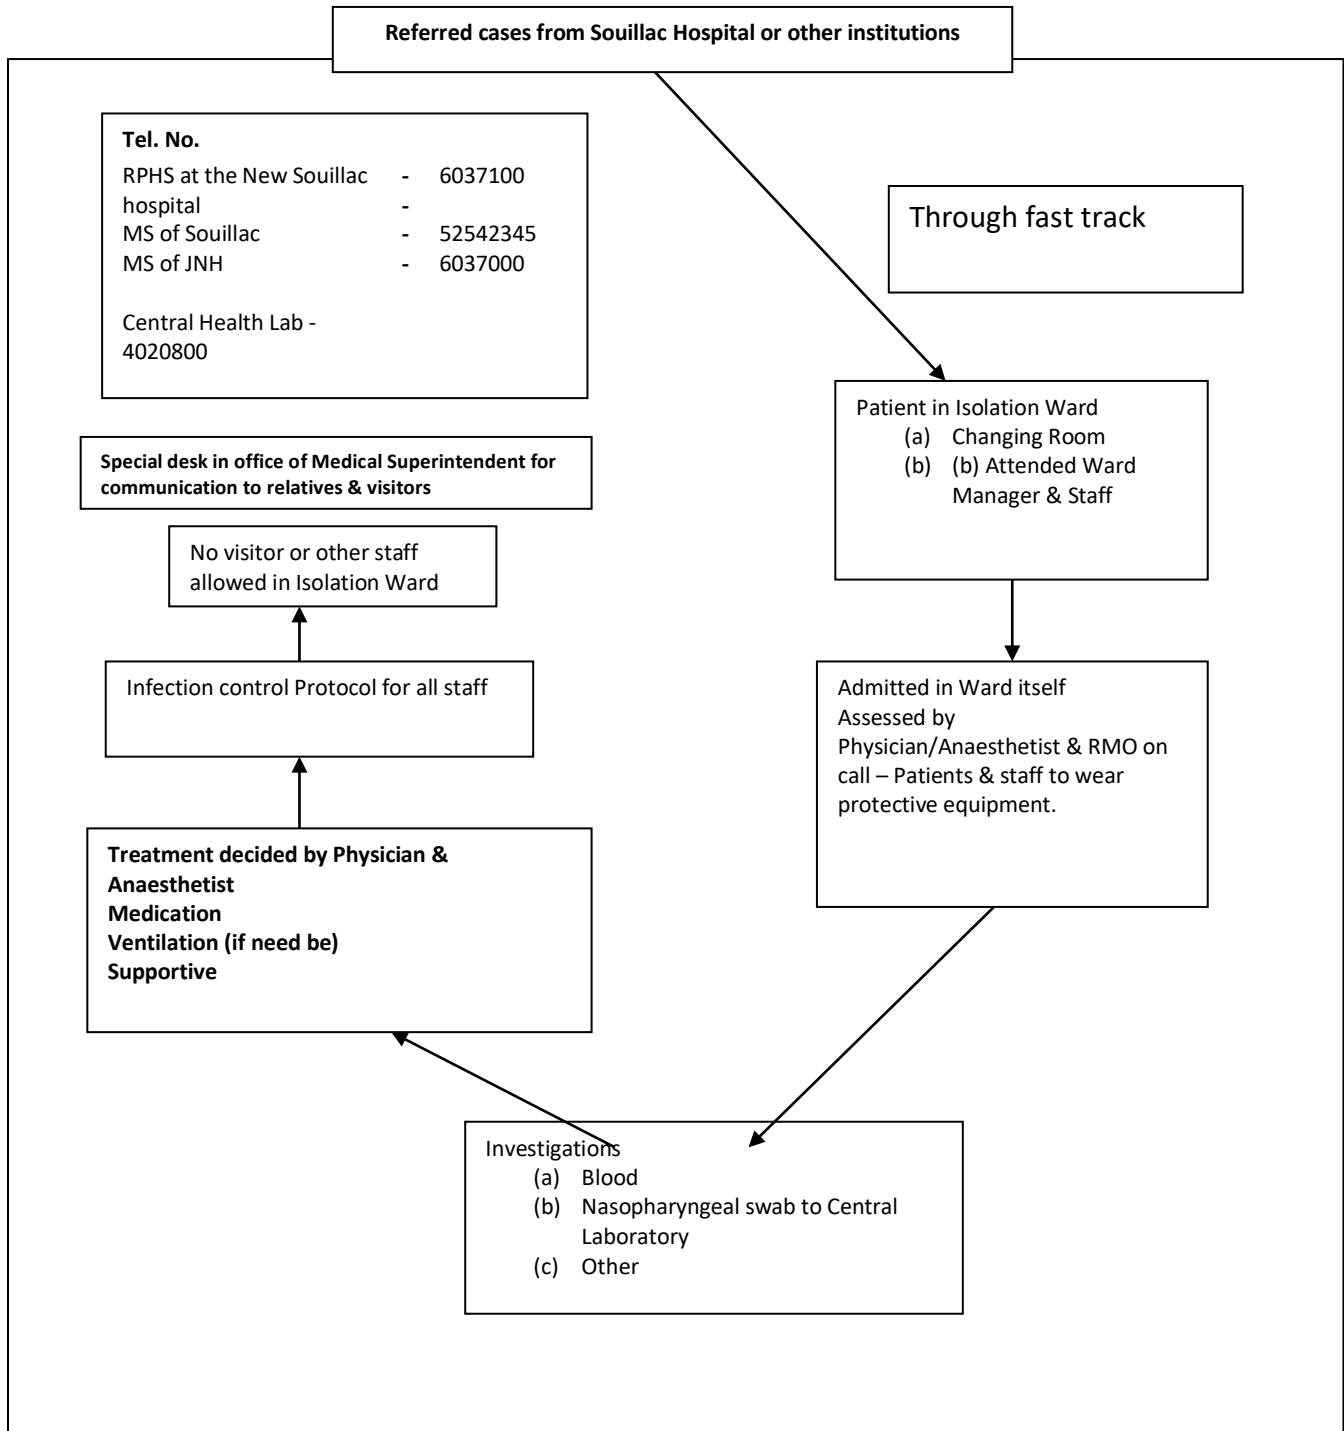 Referred cases from Souillac Hospital or other institutions
Tel. No.
RPHS at the New Souillac - 6037100
hospital -
MS of Souillac - 52542345
MS of JNH - 6037000
Central Health Lab -
4020800
Through fast track
Patient in Isolation Ward
(a) Changing Room
(b) (b) Attended Ward
Manager & Staff
Special desk in office of Medical Superintendent for
communication to relatives & visitors
No visitor or other staff
allowed in Isolation Ward
Infection control Protocol for all staff
Admitted in Ward itself
Assessed by
Physician/Anaesthetist & RMO on
call – Patients & staff to wear
protective equipment.
Treatment decided by Physician &
Anaesthetist
Medication
Ventilation (if need be)
Supportive
Investigations
(a) Blood
(b) Nasopharyngeal swab to Central
Laboratory
(c) Other